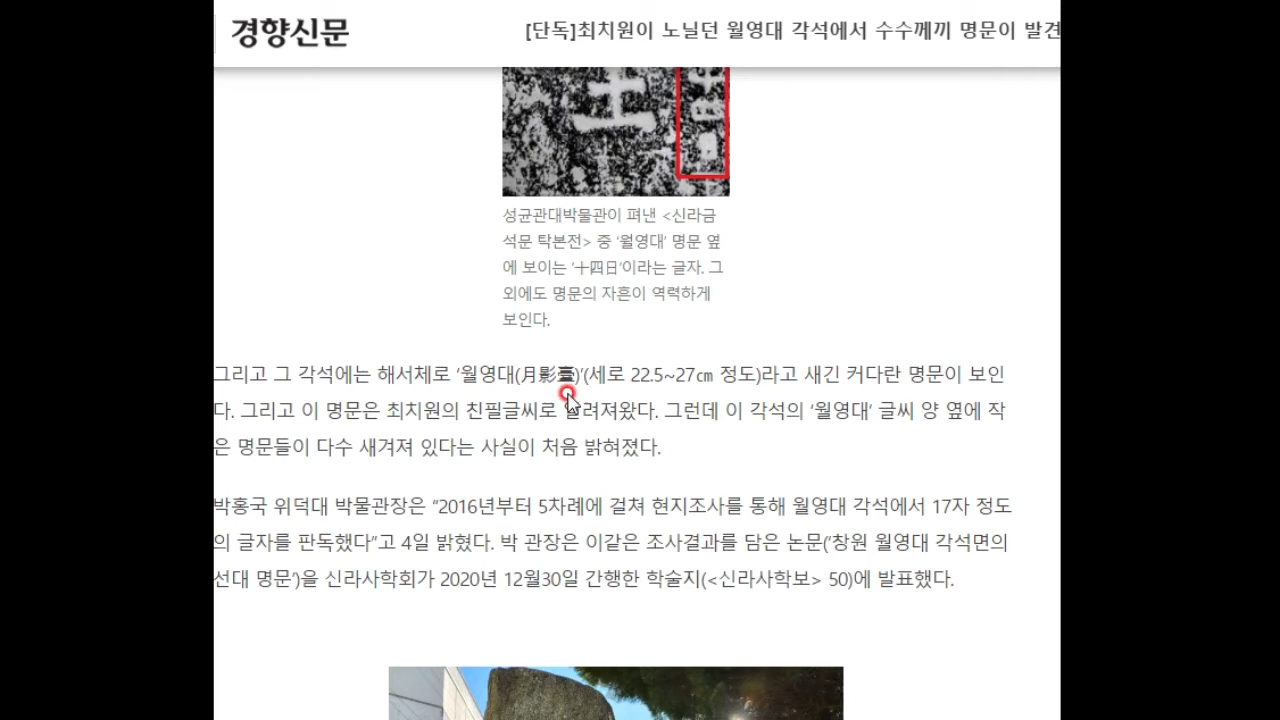 경향신문
[단독]최치원이 노닐던 월영대 각석에서 수수께끼 명문이 발견
성균관대박물관이 펴낸 <신라금
석문 탁본전> 중 '월영대' 명문 옆
에 보이는 '十四日'이라는 글자. 그
외에도 명문의 자흔이 역력하게
보인다.
그리고 그 각석에는 해서체로 '월영대(月影臺)'(세로 22.5~27㎝ 정도)라고 새긴 커다란 명문이 보인
다. 그리고 이 명문은 최치원의 친필글씨로 알려져왔다. 그런데 이 각석의 '월영대' 글씨 양 옆에 작
은 명문들이 다수 새겨져 있다는 사실이 처음 밝혀졌다.
박홍국 위덕대 박물관장은 "2016년부터 5차례에 걸쳐 현지조사를 통해 월영대 각석에서 17자 정도
의 글자를 판독했다"고 4일 밝혔다. 박 관장은 이같은 조사결과를 담은 논문('창원 월영대 각석면의
선대 명문')을 신라사학회가 2020년 12월30일 간행한 학술지(<신라사학보> 50)에 발표했다.